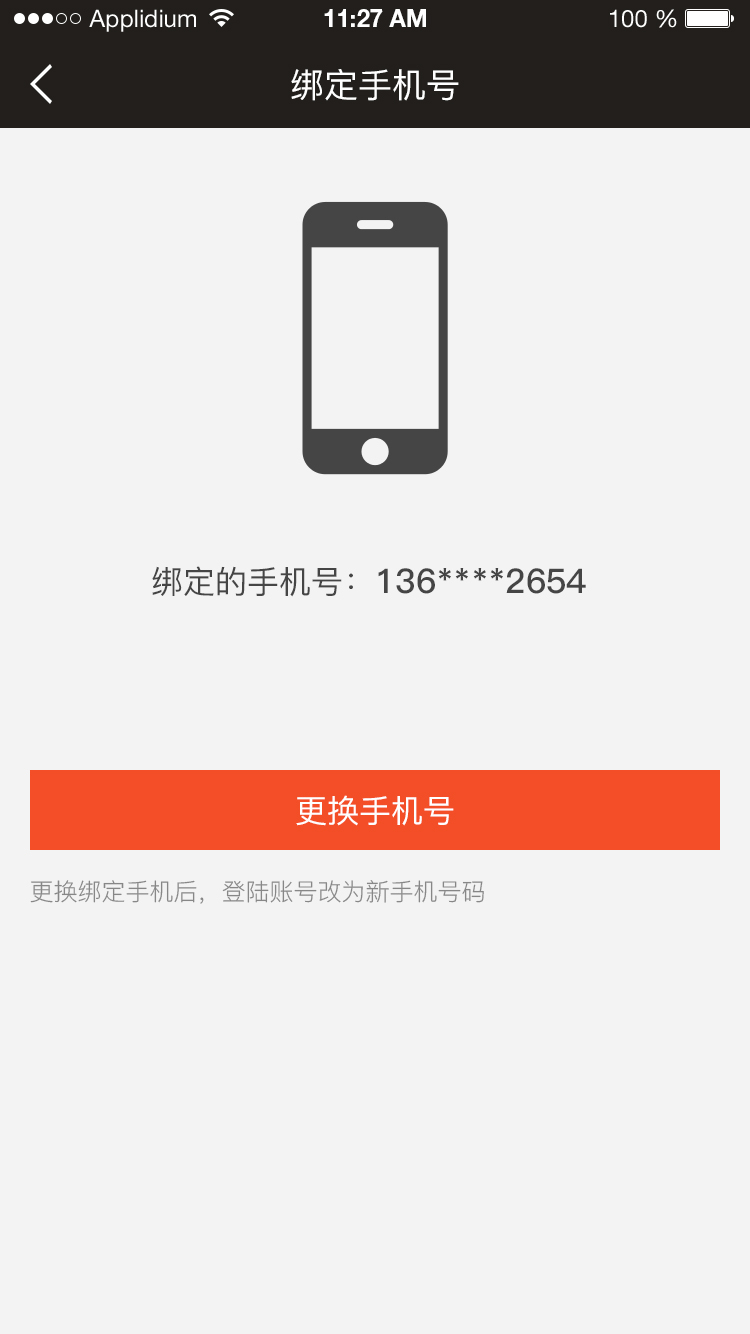 Applidium 11:27 AM 100 %
绑定手机号
绑定的手机号：136****2654
更换手机号
更换绑定手机后，登陆账号改为新手机号码